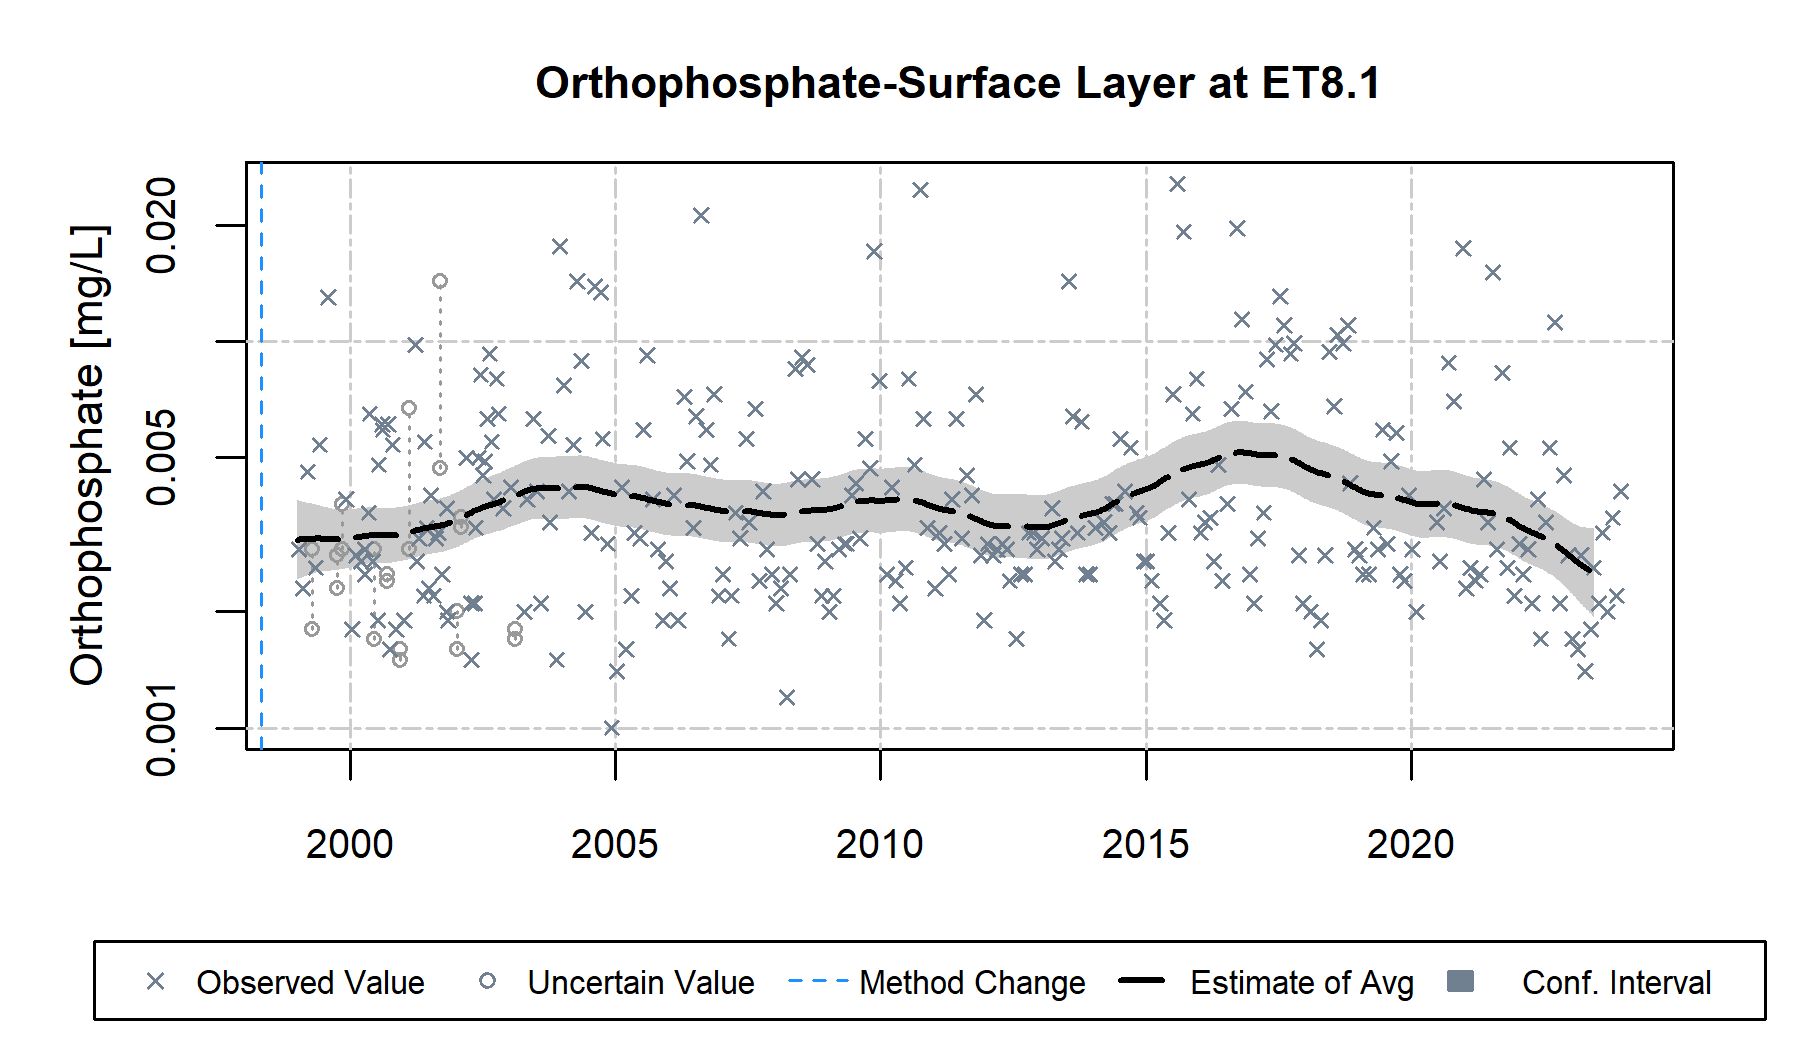 Orthophosphate-Surface Layer at ET8.1
Orthophosphate [mg/L]
0.020
0.005
0.001
2000 2005 2010 2015 2020
Observed Value Uncertain Value Method Change Estimate of Avg Conf. Interval